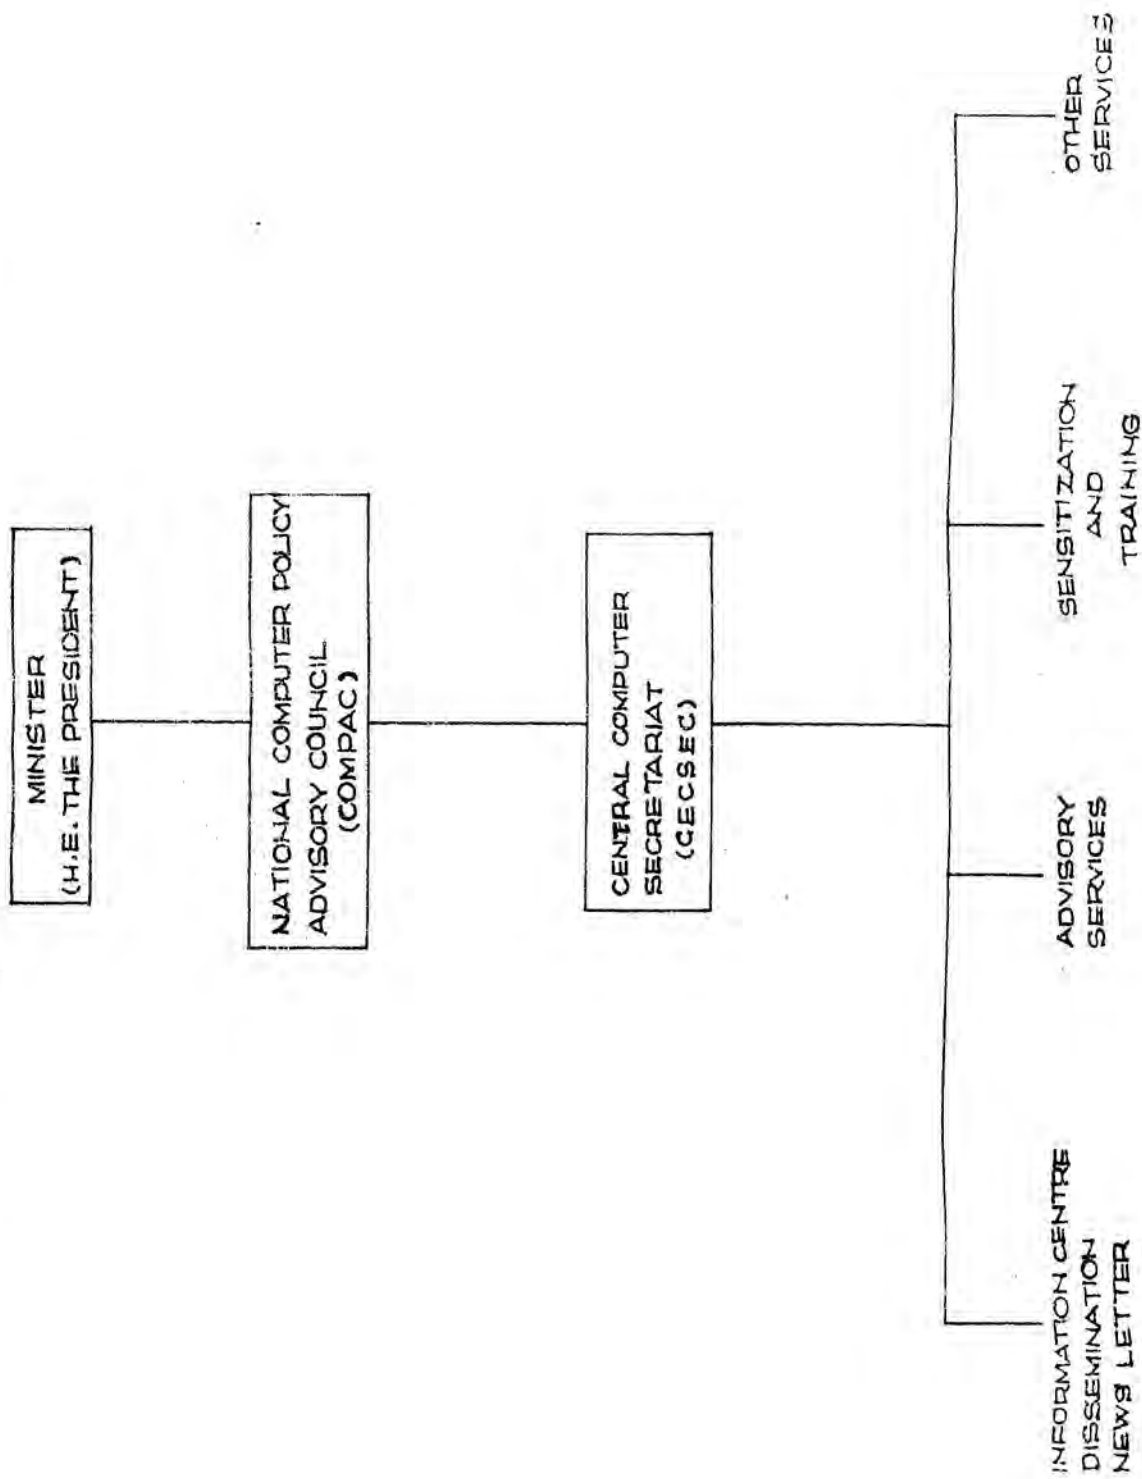 MINISTER
(H.E. THE PRESIDENT)
NATIONAL COMPUTER POLICY
ADVISORY COUNCIL
(COMPAC)
CENTRAL COMPUTER
SECRETARIAT
(CECSEC)
INFORMATION CENTRE
DISSEMINATION
NEWS LETTER
ADVISORY
SERVICES
SENSITIZATION
AND
TRAINING
OTHER
SERVICES